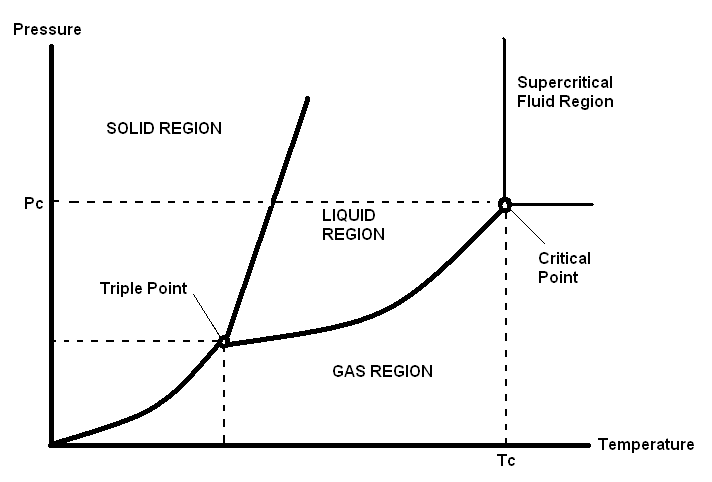 Pressure
Supercritical
Fluid Region
SOLID REGION
Pc
LIQUID
REGION
Critical
Point
Triple Point
GAS REGION
Temperature
Tc